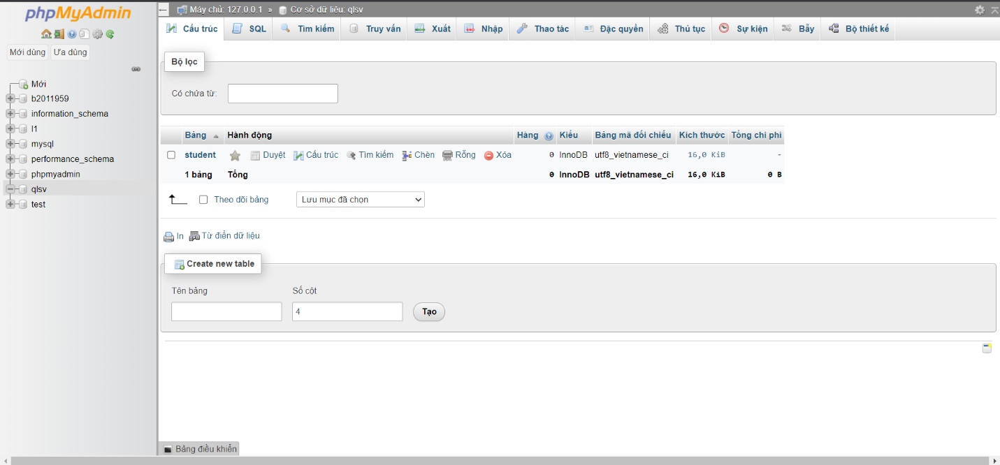 phpMyAdmin
Mới dùng Ưa dùng
Mới
b2011959
information_schema
l1
mysql
performance_schema
phpmyadmin
qlsv
test
Máy chủ: 127.0.0.1 » Cơ sở dữ liệu: qlsv
Cấu trúc SQL Tìm kiếm Truy vấn Xuất Nhập Thao tác Đặc quyền Thủ tục Sự kiện Bẫy Bộ thiết kế
Bộ lọc
Có chứa từ:
Bảng Hành động Hàng Kiểu Bảng mã đối chiếu Kích thước Tổng chi phí
student Duyệt Cấu trúc Tìm kiếm Chèn Rỗng Xóa 0 InnoDB utf8_vietnamese_ci 16,0 KiB -
1 bảng Tổng 0 InnoDB utf8_vietnamese_ci 16,0 KiB 0 B
Theo dõi bảng Lưu mục đã chọn
In Từ điển dữ liệu
Create new table
Tên bảng Số cột
4 Tạo
Bảng điều khiển